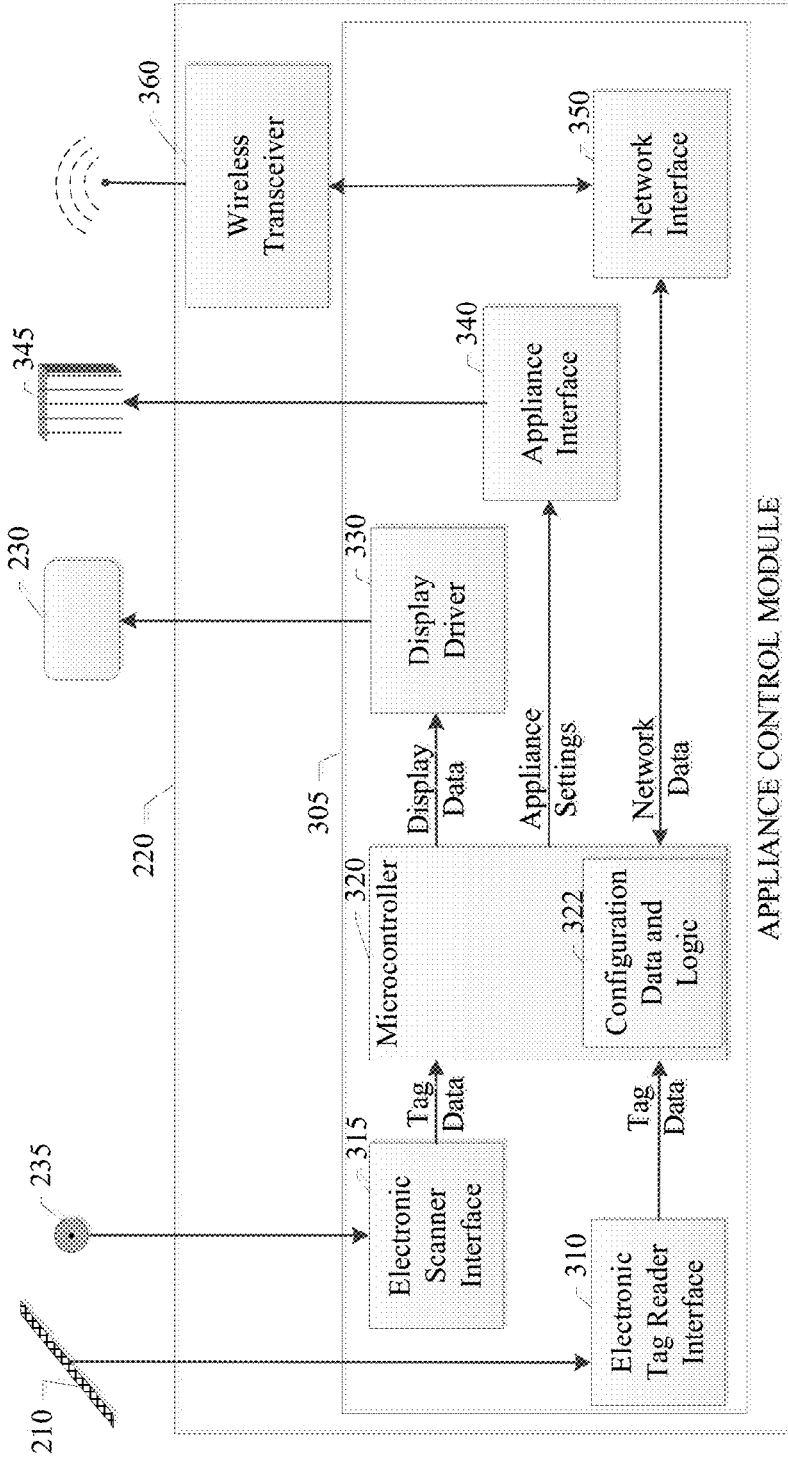 210
235
220
230
345
305
360
Wireless
Transceiver
315
Electronic
Scanner
Interface
Tag
Data
320
Microcontroller
Display
Data
330
Display
Driver
340
Appliance
Interface
Appliance
Settings
310
Electronic
Tag Reader
Interface
Tag
Data
322
Configuration
Data and
Logic
Network
Data
350
Network
Interface
APPLIANCE CONTROL MODULE